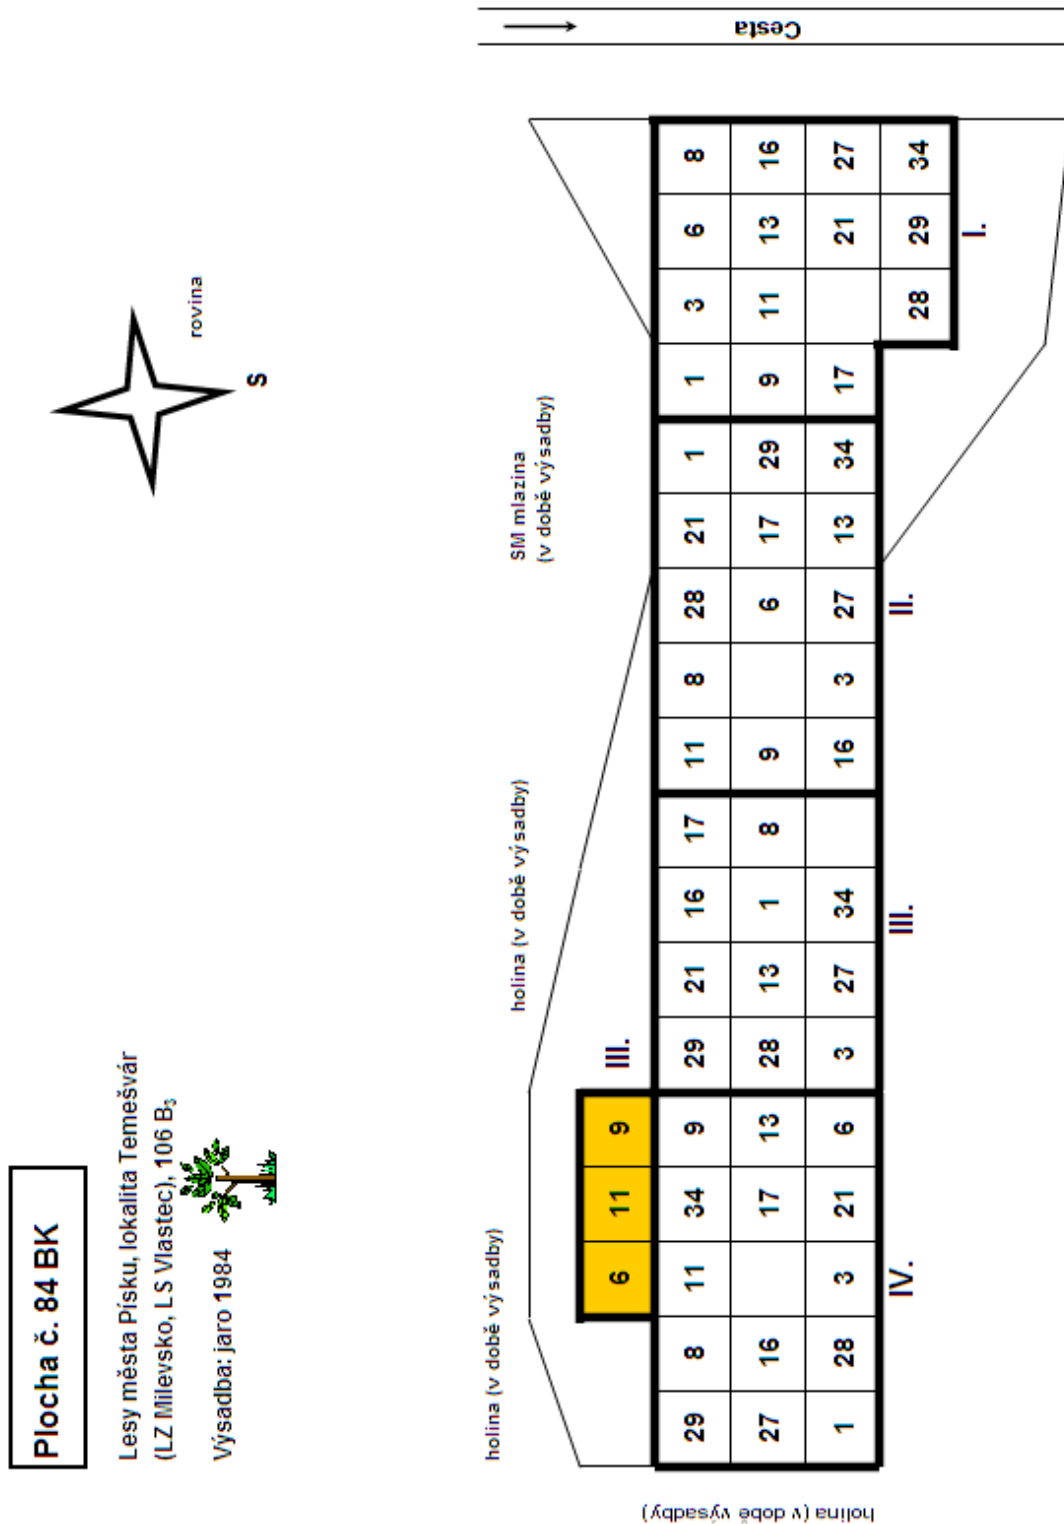 Plocha č. 84 BK
Lesy města Písku, lokalita Temešvár
(LZ Milevsko, LS Vlastec), 106 B₃
Výsadba: jaro 1984
rovina
S
holina (v době výsadby)
holina (v době výsadby)
SM mlazina
(v době výsadby)
holina (v době výsadby)
Cesta
6 11 9 III.
29 8 11 34 9 29 21 16 17 11 8 28 21 1 1 3 6 8
27 16 17 13 28 13 1 8 9 6 17 29 9 11 13 16
1 28 3 21 6 3 27 34 16 3 27 13 34 17 21 27
28 29 34
IV. III. II. I.